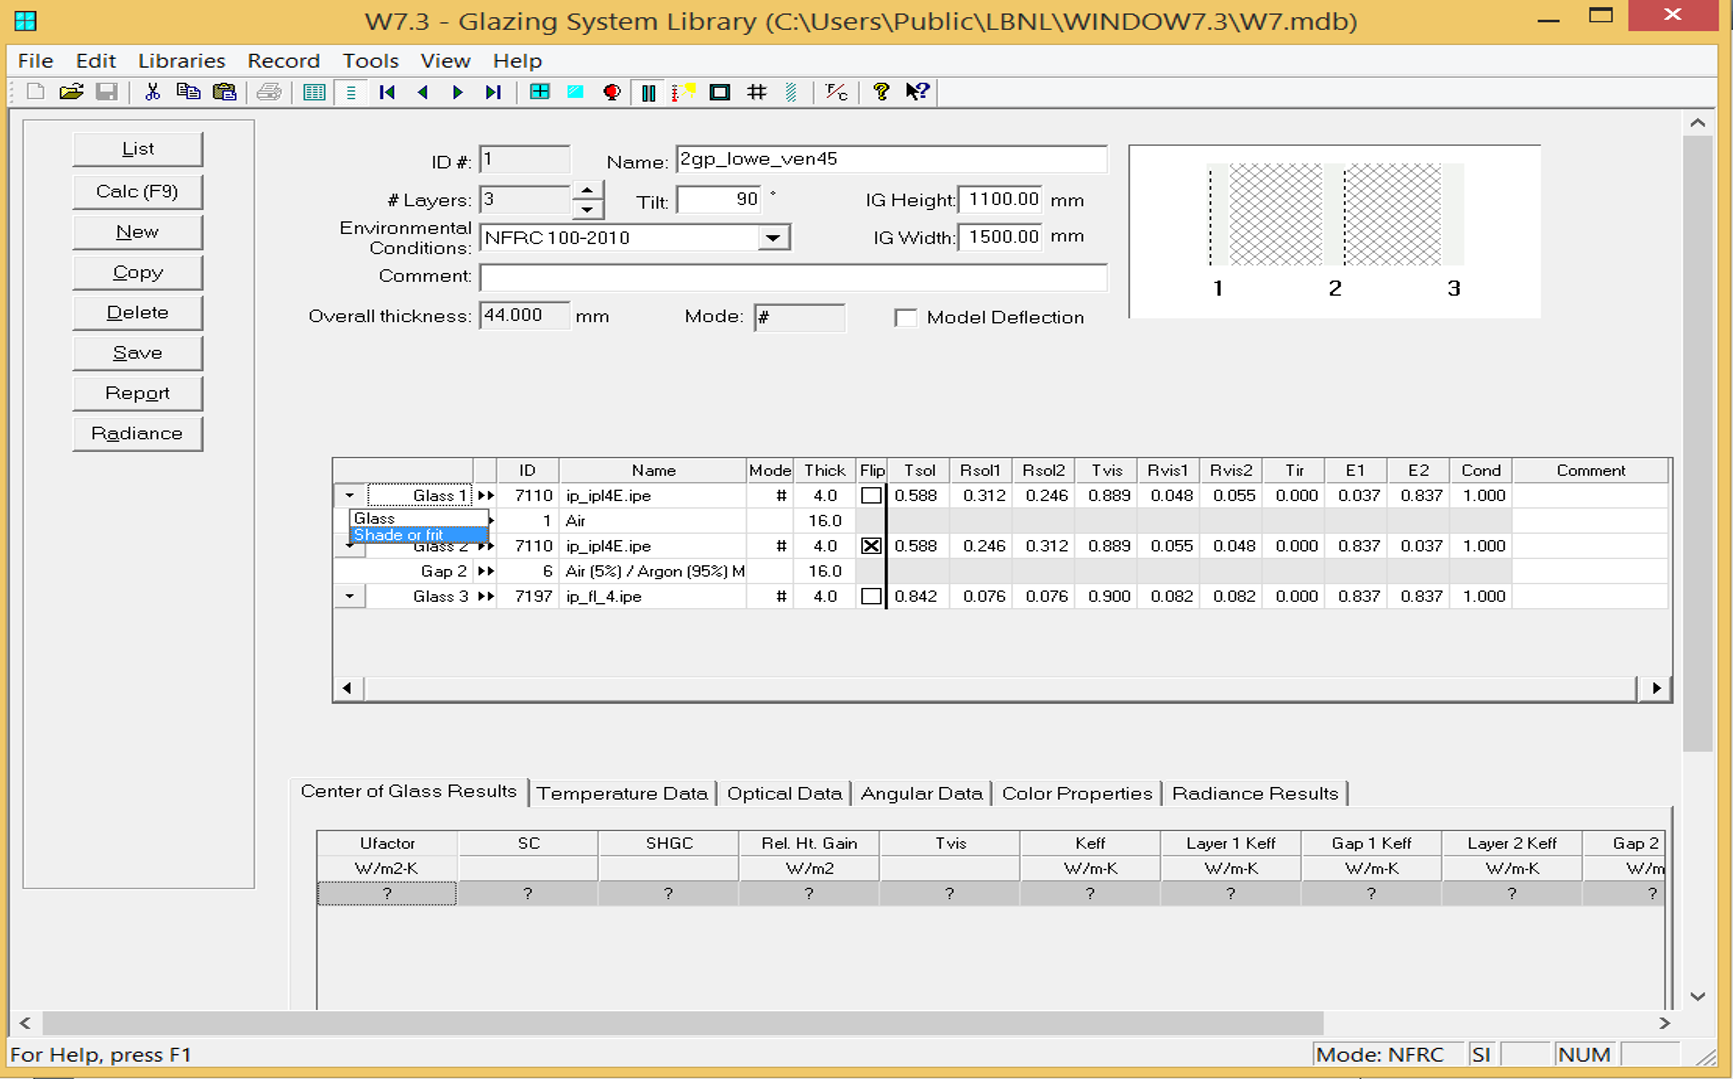 W7.3 - Glazing System Library (C:\Users\Public\LBNL\WINDOW7.3\W7.mdb)
File Edit Libraries Record Tools View Help
List
Calc (F9)
New
Copy
Delete
Save
Report
Radiance
ID #: 1 Name: 2gp_lowe_ven45
# Layers: 3 Tilt: 90 ° IG Height: 1100.00 mm
Environmental Conditions: NFRC 100-2010 IG Width: 1500.00 mm
Comment:
Overall thickness: 44.000 mm Mode: # Model Deflection
1 2 3
ID Name Mode Thick Flip Tsol Rsol1 Rsol2 Tvis Rvis1 Rvis2 Tir E1 E2 Cond Comment
Glass 1 7110 ip_ipl4E.ipe # 4.0 0.588 0.312 0.246 0.889 0.048 0.055 0.000 0.037 0.837 1.000
Glass 1 Air 16.0
Shade or frit
Glass 2 7110 ip_ipl4E.ipe # 4.0 0.588 0.246 0.312 0.889 0.055 0.048 0.000 0.837 0.037 1.000
Gap 2 6 Air (5%) / Argon (95%) M 16.0
Glass 3 7197 ip_fl_4.ipe # 4.0 0.842 0.076 0.076 0.900 0.082 0.082 0.000 0.837 0.837 1.000
Center of Glass Results Temperature Data Optical Data Angular Data Color Properties Radiance Results
Ufactor SC SHGC Rel. Ht. Gain Tvis Keff Layer 1 Keff Gap 1 Keff Layer 2 Keff Gap 2
W/m2-K W/m2 W/m-K W/m-K W/m-K W/m-K W/m
? ? ? ? ? ? ? ? ? ?
For Help, press F1 Mode: NFRC SI NUM